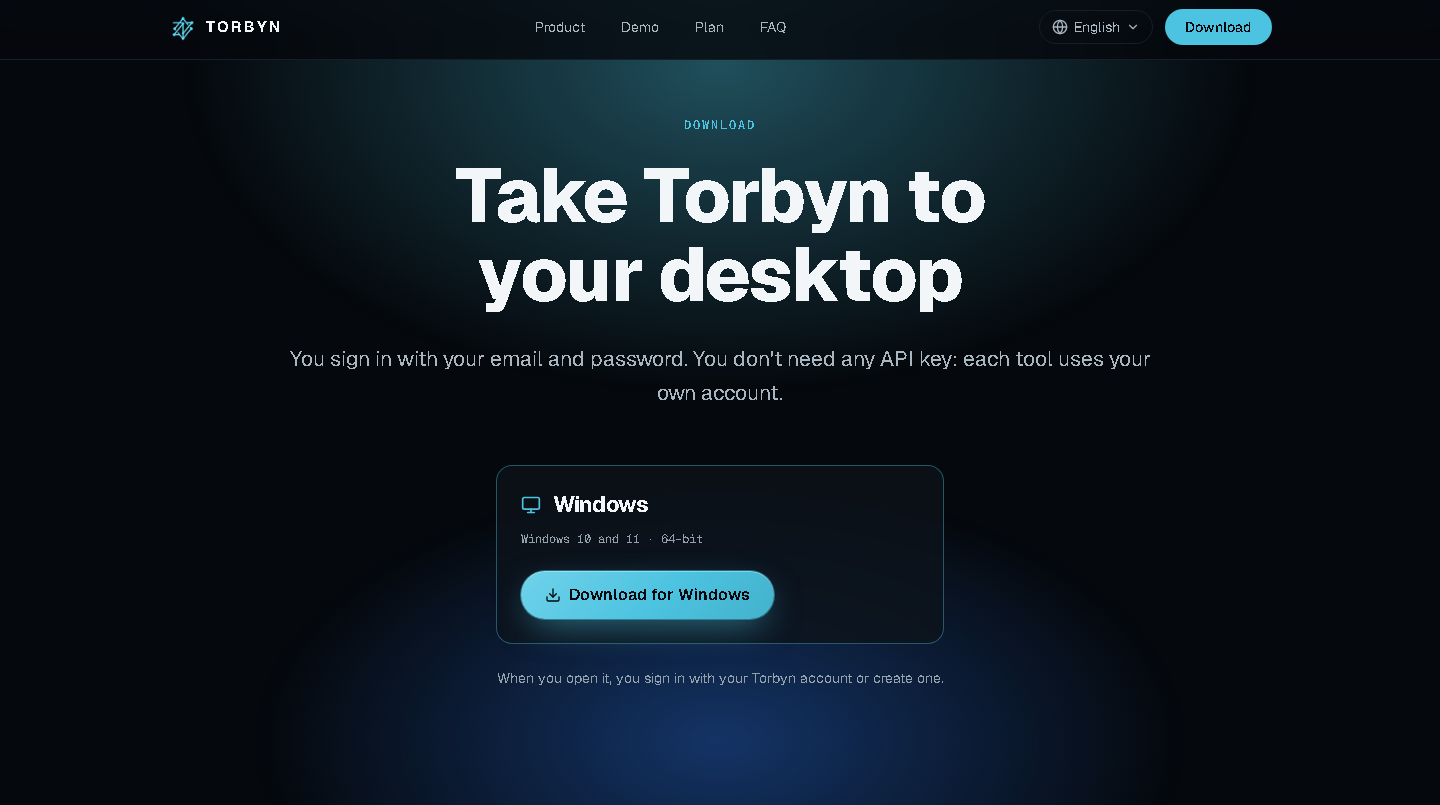 TORBYN
Product
Demo
Plan
FAQ
English
Download
DOWNLOAD
Take Torbyn to
your desktop
You sign in with your email and password. You don't need any API key: each tool uses your
own account.
Windows
Windows 10 and 11 · 64-bit
Download for Windows
When you open it, you sign in with your Torbyn account or create one.